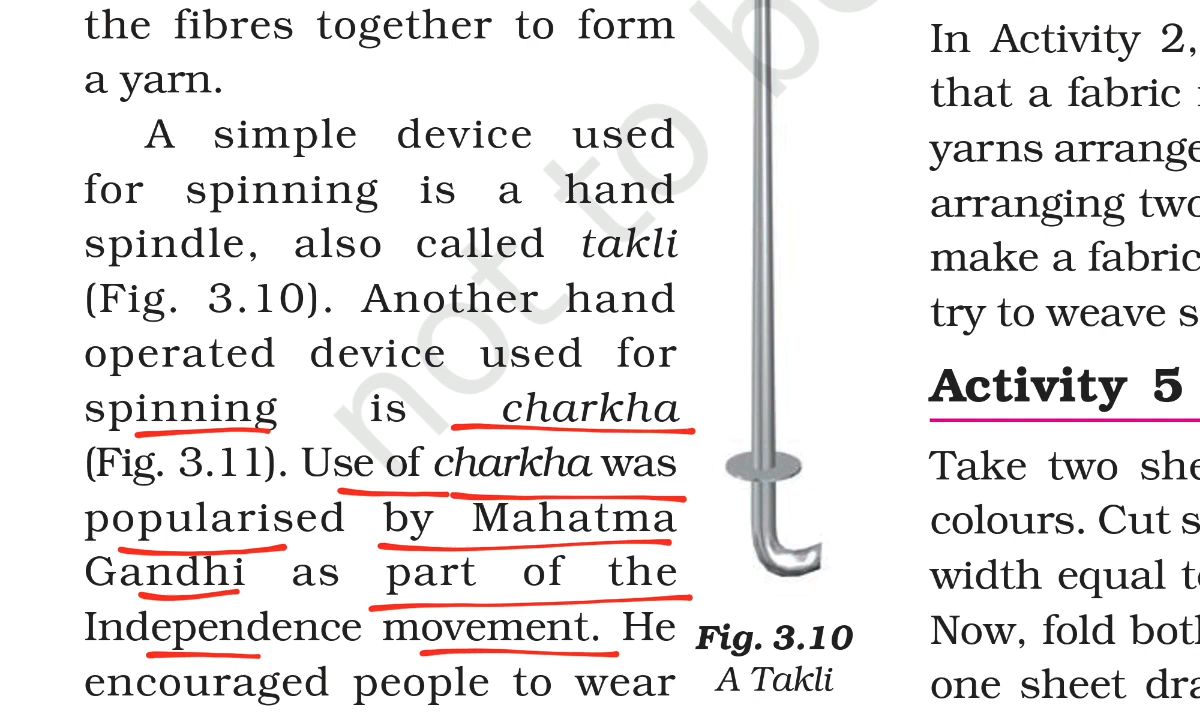 the fibres together to form
a yarn.
A simple device used
for spinning is a hand
spindle, also called takli
(Fig. 3.10). Another hand
operated device used for
spinning is charkha
(Fig. 3.11). Use of charkha was
popularised by Mahatma
Gandhi as part of the
Independence movement. He
encouraged people to wear
Fig. 3.10
A Takli
In Activity 2,
that a fabric
yarns arrange
arranging two
make a fabric
try to weave s
Activity 5
Take two she
colours. Cut s
width equal to
Now, fold both
one sheet dra
not to be